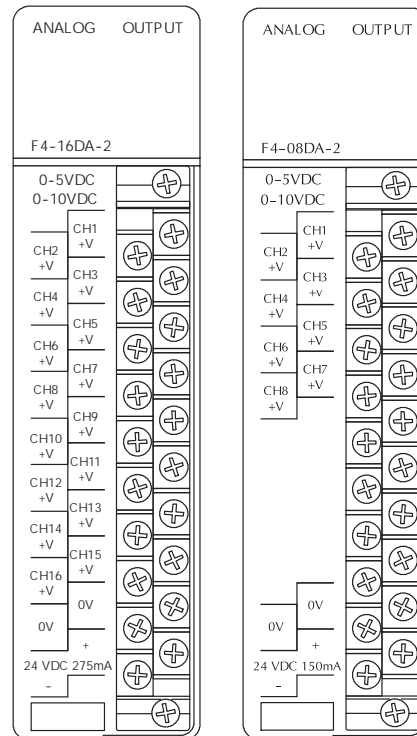 ANALOG OUTPUT
F4-16DA-2
0-5VDC
0-10VDC
CH1
+V
CH2
+V
CH3
+V
CH4
+V
CH5
+V
CH6
+V
CH7
+V
CH8
+V
CH9
+V
CH10
+V
CH11
+V
CH12
+V
CH13
+V
CH14
+V
CH15
+V
CH16
+V
0V
0V
+
24 VDC 275mA
-
ANALOG OUTPUT
F4-08DA-2
0-5VDC
0-10VDC
CH1
+V
CH2
+V
CH3
+v
CH4
+V
CH5
+V
CH6
+V
CH7
+V
CH8
+V
0V
0V
+
24 VDC 150mA
-